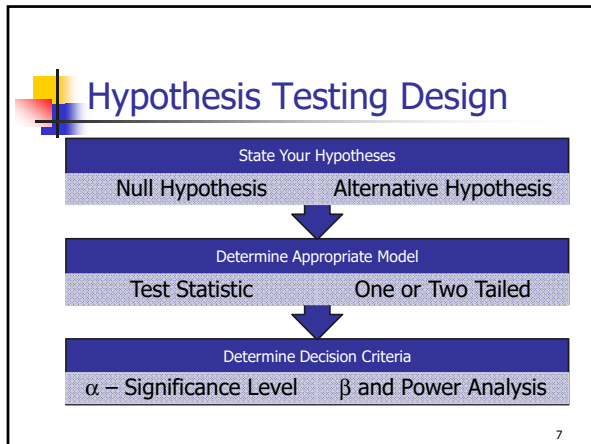 Hypothesis Testing Design
State Your Hypotheses
Null Hypothesis Alternative Hypothesis
Determine Appropriate Model
Test Statistic One or Two Tailed
Determine Decision Criteria
α – Significance Level β and Power Analysis
7